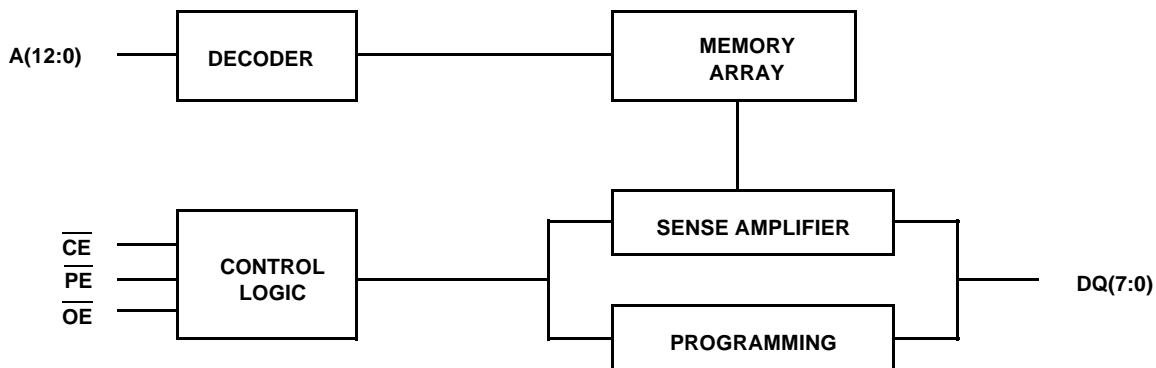 A(12:0)
DECODER
MEMORY
ARRAY
SENSE AMPLIFIER
CE
PE
OE
CONTROL
LOGIC
DQ(7:0)
PROGRAMMING